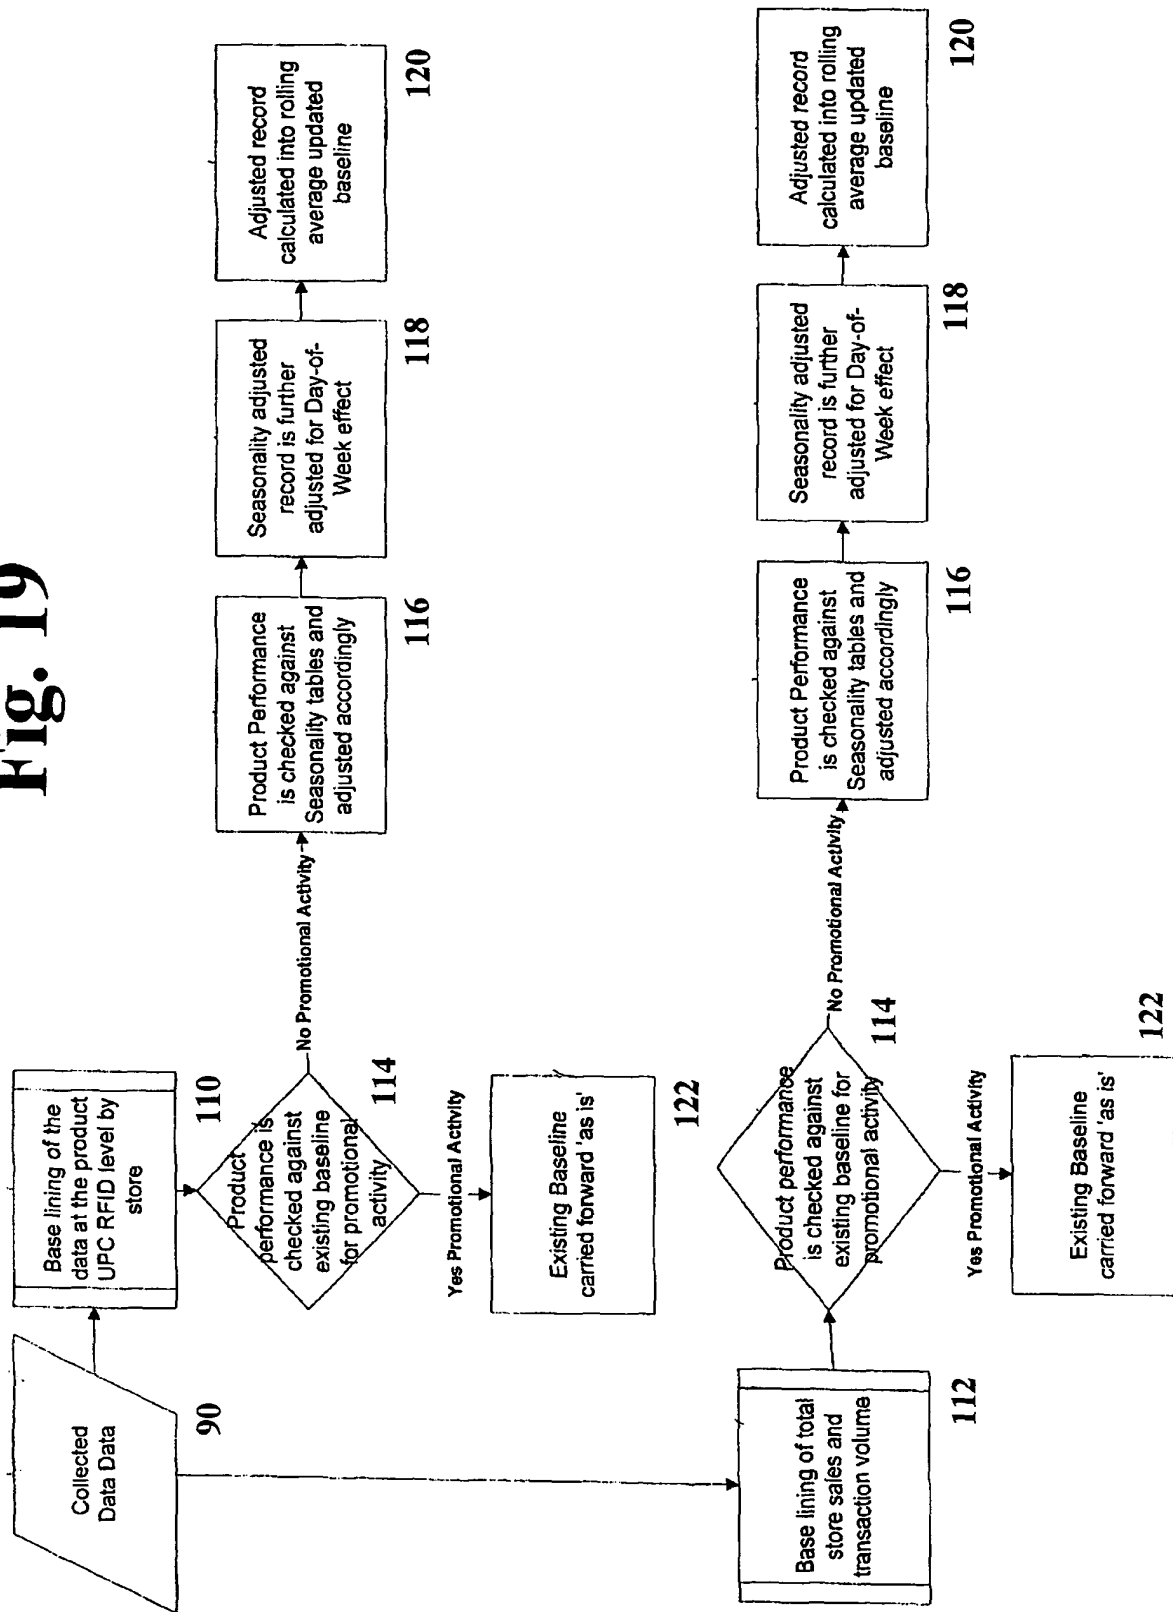 Fig. 19
Collected
Data Data
90
Base lining of the
data at the product
UPC RFID level by
store
110
Product
performance is
checked against
existing baseline
for promotional
activity
114
No Promotional Activity
Product Performance
is checked against
Seasonality tables and
adjusted accordingly
116
Seasonality adjusted
record is further
adjusted for Day-of-
Week effect
118
Adjusted record
calculated into rolling
average updated
baseline
120
Yes Promotional Activity
Existing Baseline
carried forward 'as is'
122
Base lining of total
store sales and
transaction volume
112
Product performance
is checked against
existing baseline for
promotional activity
114
No Promotional Activity
Product Performance
is checked against
Seasonality tables and
adjusted accordingly
116
Seasonality adjusted
record is further
adjusted for Day-of-
Week effect
118
Adjusted record
calculated into rolling
average updated
baseline
120
Yes Promotional Activity
Existing Baseline
carried forward 'as is'
122